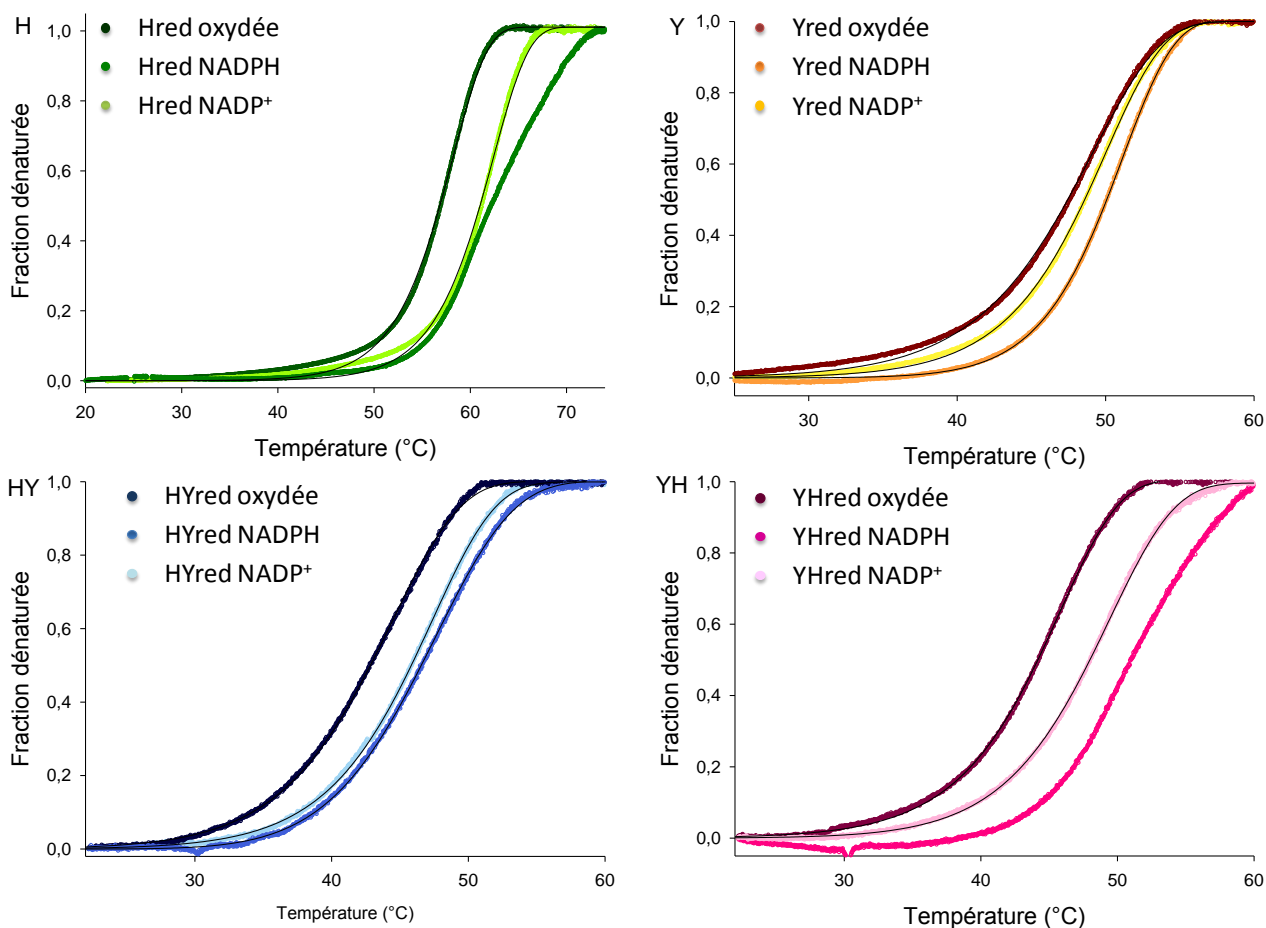 H
Hred oxydée
Hred NADPH
Hred NADP⁺
1,0
0,8
0,6
0,4
0,2
0,0
Fraction dénaturée
20 30 40 50 60 70
Température (°C)
Y
Yred oxydée
Yred NADPH
Yred NADP⁺
1,0
0,8
0,6
0,4
0,2
0,0
Fraction dénaturée
30 40 50 60
Température (°C)
HY
HYred oxydée
HYred NADPH
HYred NADP⁺
1,0
0,8
0,6
0,4
0,2
0,0
Fraction dénaturée
30 40 50 60
Température (°C)
YH
YHred oxydée
YHred NADPH
YHred NADP⁺
1,0
0,8
0,6
0,4
0,2
0,0
Fraction dénaturée
30 40 50 60
Température (°C)